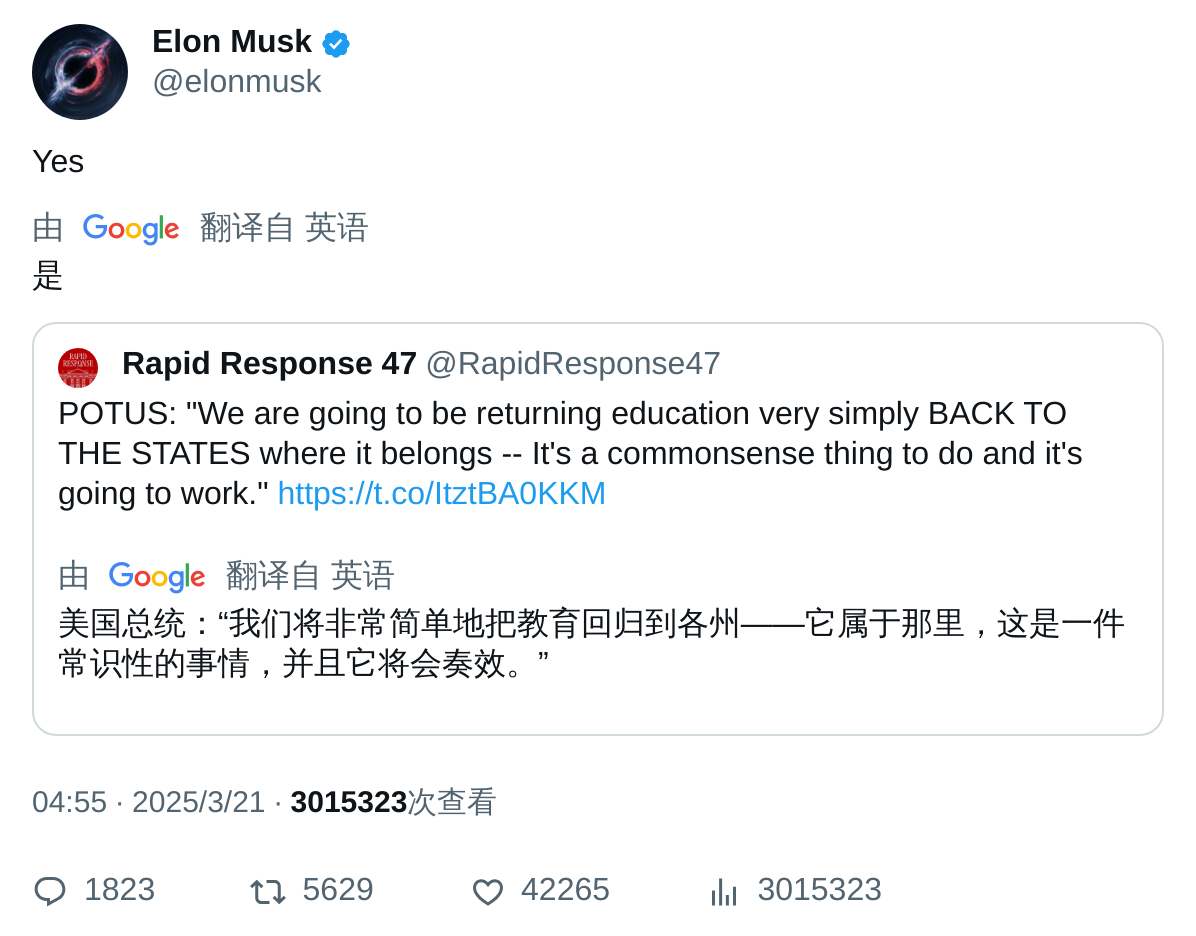 Elon Musk
@elonmusk
Yes
由 Google 翻译自 英语
是
RAPID
RESPONSE
Rapid Response 47 @RapidResponse47
POTUS: "We are going to be returning education very simply BACK TO
THE STATES where it belongs -- It's a commonsense thing to do and it's
going to work." https://t.co/ItztBA0KKM
由 Google 翻译自 英语
美国总统：“我们将非常简单地把教育回归到各州——它属于那里，这是一件
常识性的事情，并且它将会奏效。”
04:55 · 2025/3/21 · 3015323次查看
1823 5629 42265 3015323